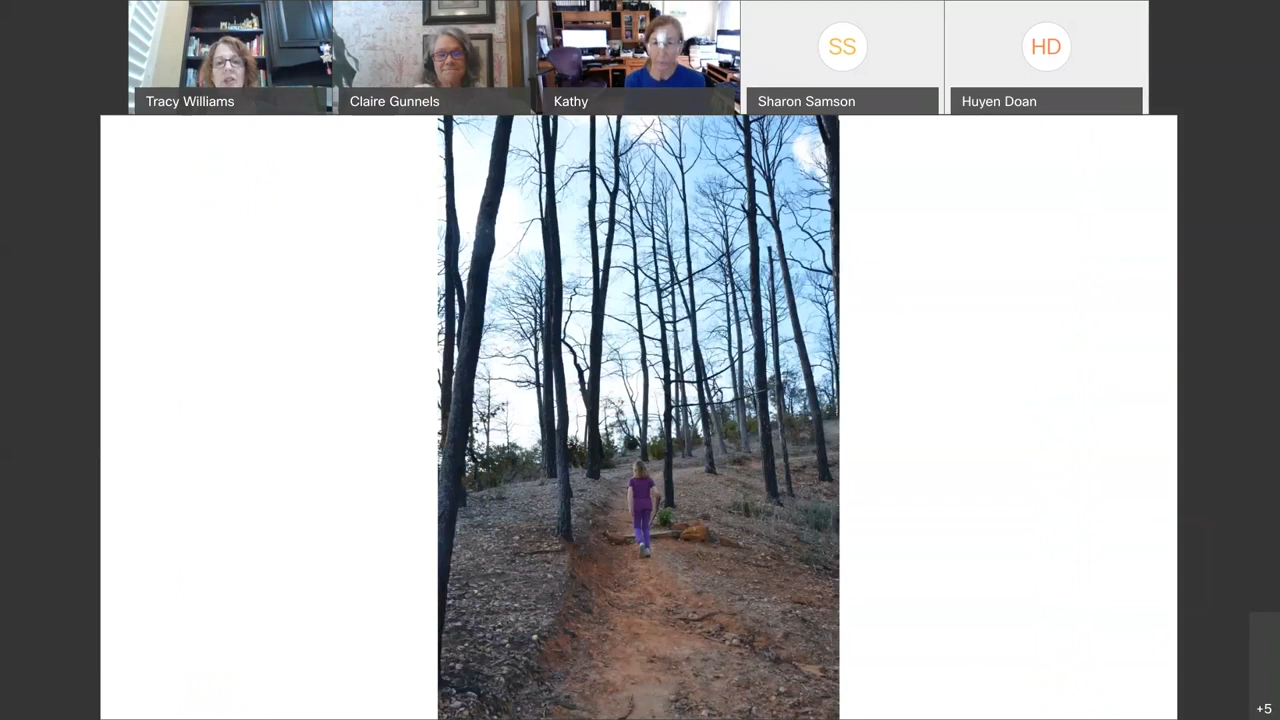 SS
HD
Tracy Williams
Claire Gunnels
Kathy
Sharon Samson
Huyen Doan
+5